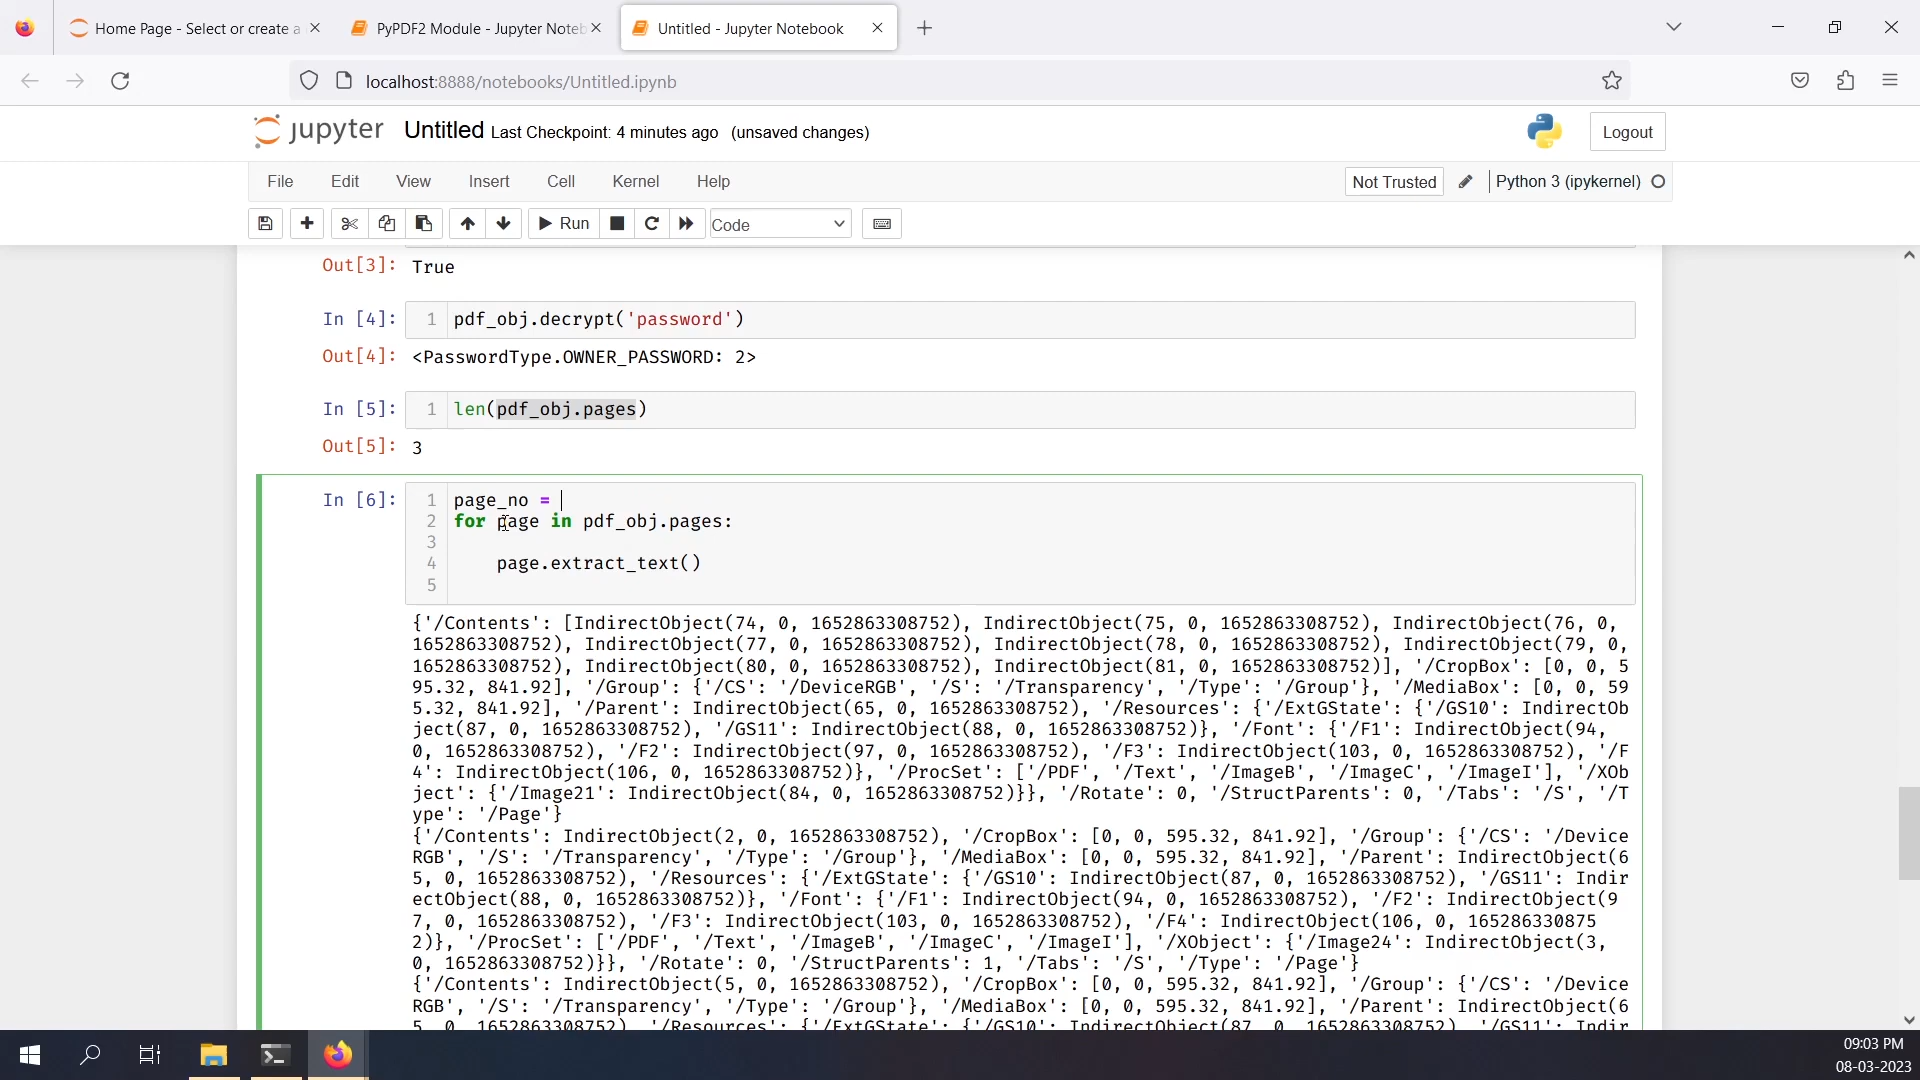 Home Page - Select or create a
PyPDF2 Module - Jupyter Noteb
Untitled - Jupyter Notebook
localhost:8888/notebooks/Untitled.ipynb
jupyter Untitled Last Checkpoint: 4 minutes ago (unsaved changes)
Logout
File Edit View Insert Cell Kernel Help
Not Trusted Python 3 (ipykernel)
Run Code
Out[3]: True
In [4]: 1 pdf_obj.decrypt('password')
Out[4]: <PasswordType.OWNER_PASSWORD: 2>
In [5]: 1 len(pdf_obj.pages)
Out[5]: 3
In [6]: 1 page_no =
2 for page in pdf_obj.pages:
3
4 page.extract_text()
5
{'/Contents': [IndirectObject(74, 0, 1652863308752), IndirectObject(75, 0, 1652863308752), IndirectObject(76, 0,
1652863308752), IndirectObject(77, 0, 1652863308752), IndirectObject(78, 0, 1652863308752), IndirectObject(79, 0,
1652863308752), IndirectObject(80, 0, 1652863308752), IndirectObject(81, 0, 1652863308752)], '/CropBox': [0, 0, 5
95.32, 841.92], '/Group': {'/CS': '/DeviceRGB', '/S': '/Transparency', '/Type': '/Group'}, '/MediaBox': [0, 0, 59
5.32, 841.92], '/Parent': IndirectObject(65, 0, 1652863308752), '/Resources': {'/ExtGState': {'/GS10': IndirectOb
ject(87, 0, 1652863308752), '/GS11': IndirectObject(88, 0, 1652863308752)}, '/Font': {'/F1': IndirectObject(94,
0, 1652863308752), '/F2': IndirectObject(97, 0, 1652863308752), '/F3': IndirectObject(103, 0, 1652863308752), '/F
4': IndirectObject(106, 0, 1652863308752)}, '/ProcSet': ['/PDF', '/Text', '/ImageB', '/ImageC', '/ImageI'], '/XOb
ject': {'/Image21': IndirectObject(84, 0, 1652863308752)}}, '/Rotate': 0, '/StructParents': 0, '/Tabs': '/S', '/T
ype': '/Page'}
{'/Contents': IndirectObject(2, 0, 1652863308752), '/CropBox': [0, 0, 595.32, 841.92], '/Group': {'/CS': '/Device
RGB', '/S': '/Transparency', '/Type': '/Group'}, '/MediaBox': [0, 0, 595.32, 841.92], '/Parent': IndirectObject(6
5, 0, 1652863308752), '/Resources': {'/ExtGState': {'/GS10': IndirectObject(87, 0, 1652863308752), '/GS11': Indir
ectObject(88, 0, 1652863308752)}, '/Font': {'/F1': IndirectObject(94, 0, 1652863308752), '/F2': IndirectObject(9
7, 0, 1652863308752), '/F3': IndirectObject(103, 0, 1652863308752), '/F4': IndirectObject(106, 0, 165286330875
2)}, '/ProcSet': ['/PDF', '/Text', '/ImageB', '/ImageC', '/ImageI'], '/XObject': {'/Image24': IndirectObject(3,
0, 1652863308752)}}, '/Rotate': 0, '/StructParents': 1, '/Tabs': '/S', '/Type': '/Page'}
{'/Contents': IndirectObject(5, 0, 1652863308752), '/CropBox': [0, 0, 595.32, 841.92], '/Group': {'/CS': '/Device
RGB', '/S': '/Transparency', '/Type': '/Group'}, '/MediaBox': [0, 0, 595.32, 841.92], '/Parent': IndirectObject(6
5, 0, 1652863308752), '/Resources': {'/ExtGState': {'/GS10': IndirectObject(87, 0, 1652863308752), '/GS11': Indir
09:03 PM
08-03-2023